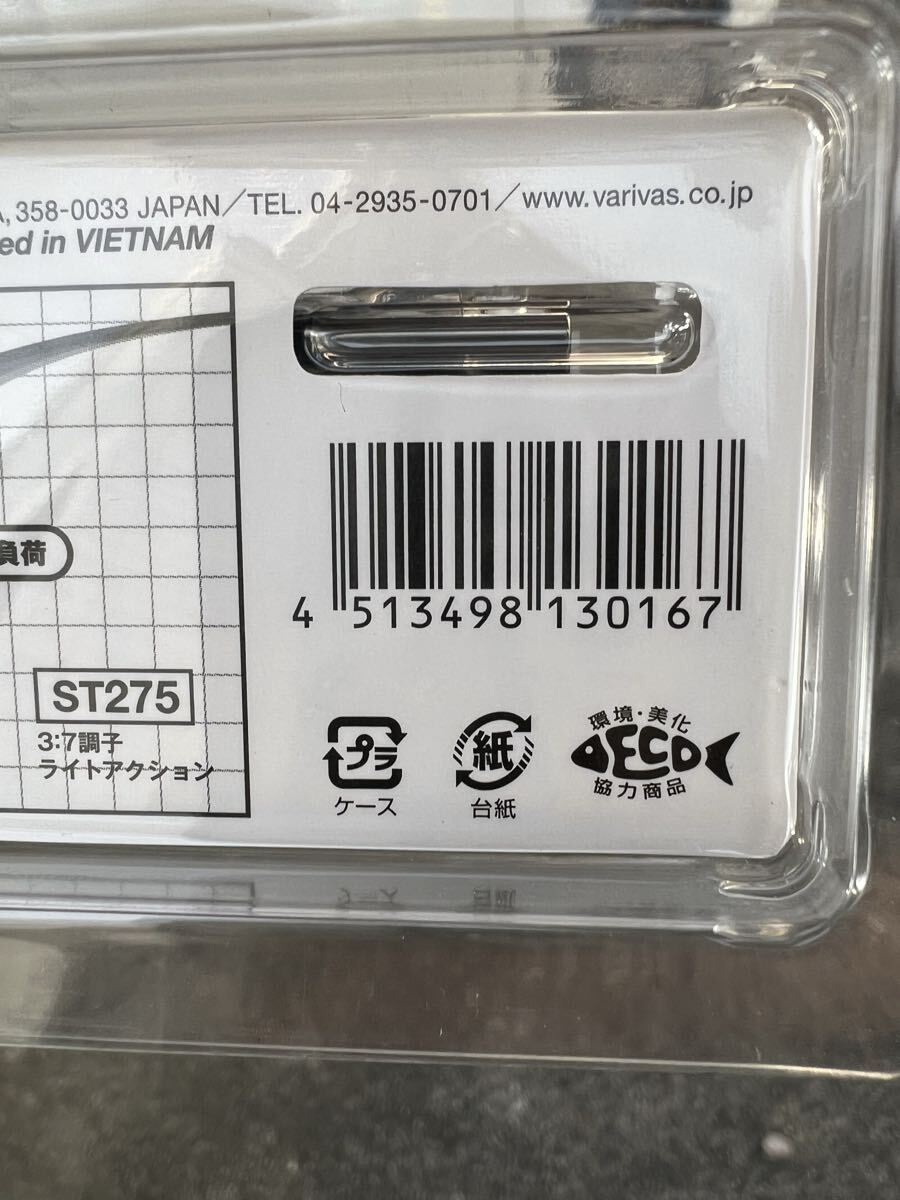 A, 358-0033 JAPAN／TEL. 04-2935-0701／www.varivas.co.jp
ed in VIETNAM
負荷
4 513498 130167
ST275
3:7調子
ライトアクション
プラ
ケース
紙
台紙
環境・美化
ECO
協力商品